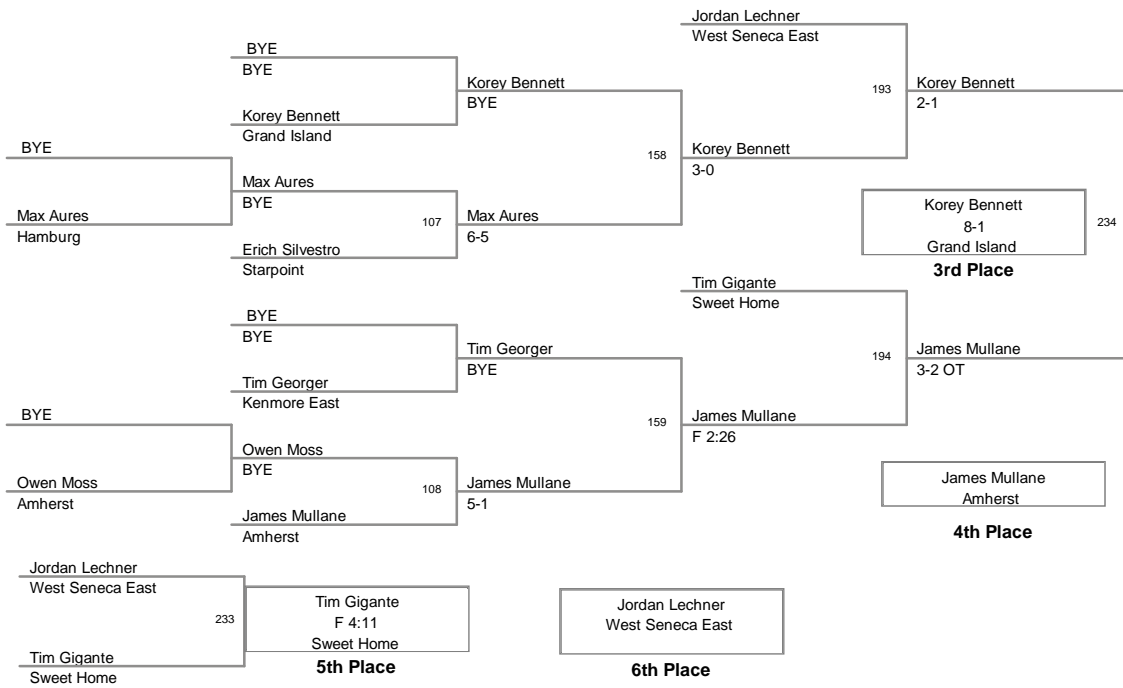 Jordan Lechner
West Seneca East
BYE
BYE
Korey Bennett
BYE
193
Korey Bennett
2-1
Korey Bennett
Grand Island
BYE
158
Korey Bennett
3-0
Max Aures
BYE
Max Aures
Hamburg
107
Max Aures
6-5
Korey Bennett
8-1
Grand Island
234
3rd Place
Erich Silvestro
Starpoint
Tim Gigante
Sweet Home
BYE
BYE
Tim Georger
BYE
194
James Mullane
3-2 OT
Tim Georger
Kenmore East
BYE
159
James Mullane
F 2:26
Owen Moss
BYE
Owen Moss
Amherst
108
James Mullane
5-1
James Mullane
Amherst
4th Place
James Mullane
Amherst
Jordan Lechner
West Seneca East
233
Tim Gigante
F 4:11
Sweet Home
5th Place
Jordan Lechner
West Seneca East
6th Place
Tim Gigante
Sweet Home